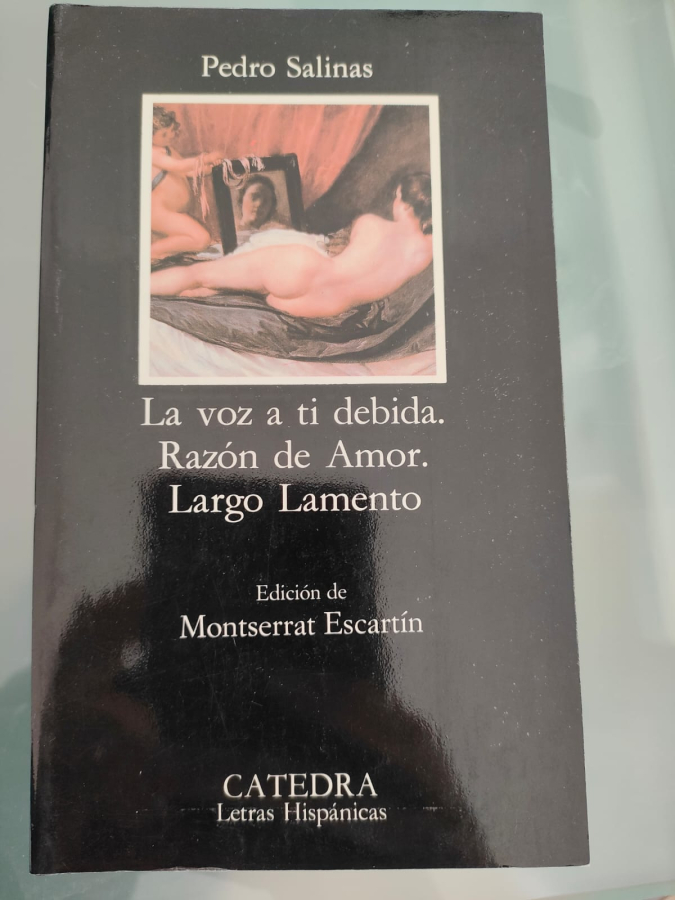 Pedro Salinas
La voz a ti debida.
Razón de Amor.
Largo Lamento
Edición de
Montserrat Escartín
CATEDRA
Letras Hispánicas